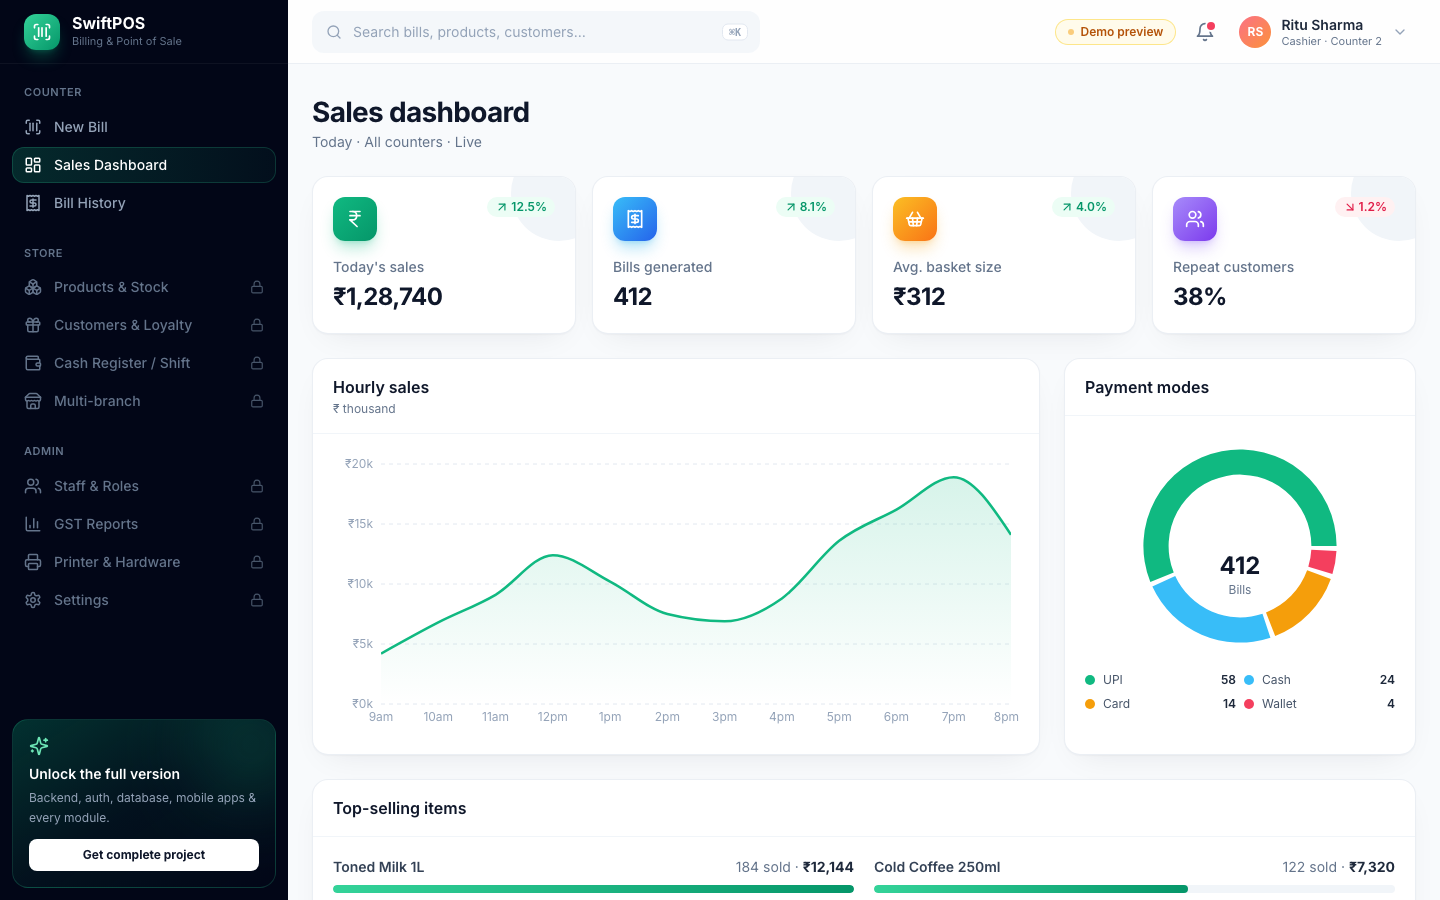 SwiftPOS
Billing & Point of Sale
Search bills, products, customers...
⌘K
Demo preview
RS
Ritu Sharma
Cashier · Counter 2
COUNTER
New Bill
Sales Dashboard
Bill History
STORE
Products & Stock
Customers & Loyalty
Cash Register / Shift
Multi-branch
ADMIN
Staff & Roles
GST Reports
Printer & Hardware
Settings
Unlock the full version
Backend, auth, database, mobile apps &
every module.
Get complete project
Sales dashboard
Today · All counters · Live
₹
12.5%
Today's sales
₹1,28,740
8.1%
Bills generated
412
4.0%
Avg. basket size
₹312
1.2%
Repeat customers
38%
Hourly sales
₹ thousand
₹20k
₹15k
₹10k
₹5k
₹0k
9am 10am 11am 12pm 1pm 2pm 3pm 4pm 5pm 6pm 7pm 8pm
Payment modes
412
Bills
UPI 58 Cash 24
Card 14 Wallet 4
Top-selling items
Toned Milk 1L 184 sold · ₹12,144
Cold Coffee 250ml 122 sold · ₹7,320